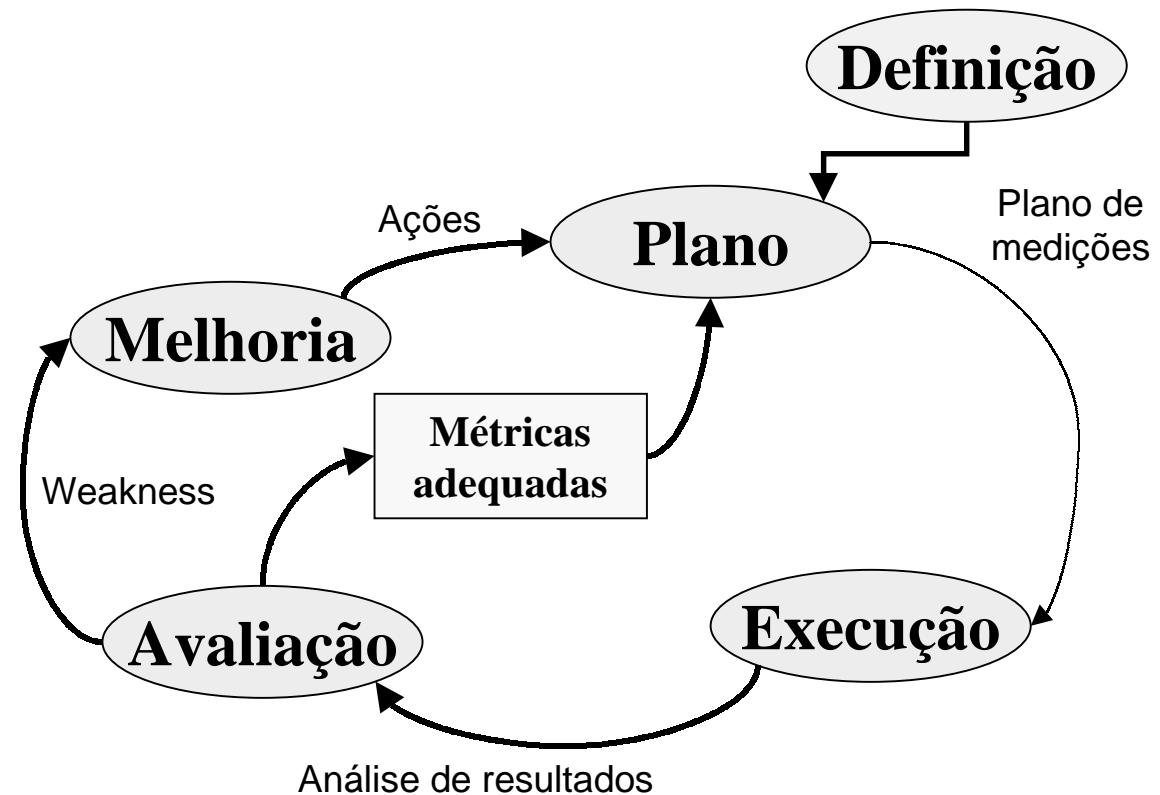 Definição
Plano de
medições
Ações
Plano
Melhoria
Métricas
adequadas
Weakness
Avaliação
Execução
Análise de resultados